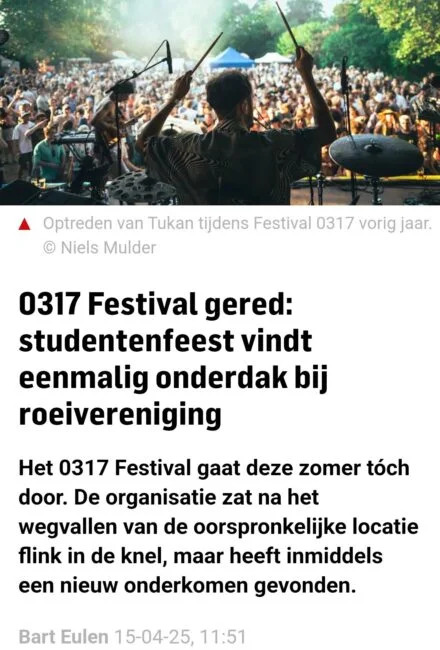 Optreden van Tukan tijdens Festival 0317 vorig jaar.
© Niels Mulder
0317 Festival gered:
studentenfeest vindt
eenmalig onderdak bij
roeivereniging
Het 0317 Festival gaat deze zomer tóch
door. De organisatie zat na het
wegvallen van de oorspronkelijke locatie
flink in de knel, maar heeft inmiddels
een nieuw onderkomen gevonden.
Bart Eulen 15-04-25, 11:51